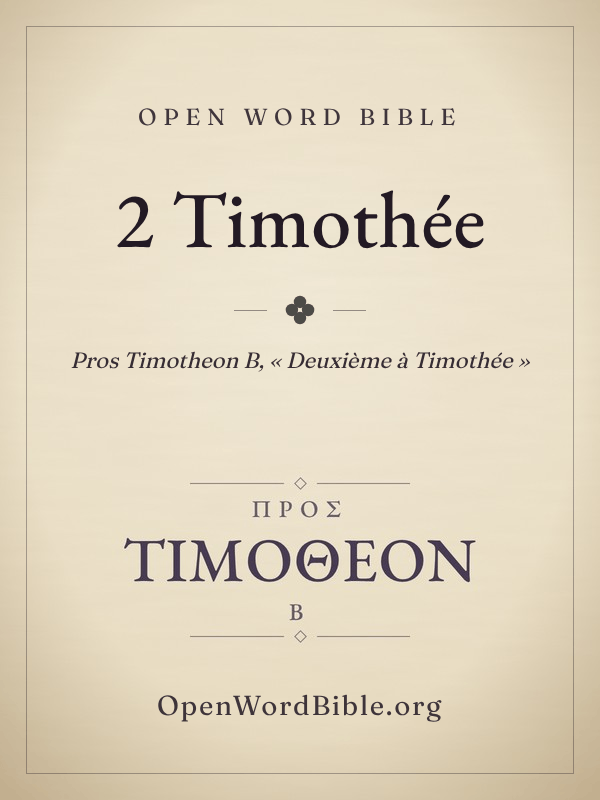 OPEN WORD BIBLE
2 Timothée
Pros Timotheon B, « Deuxième à Timothée »
ΠΡΟΣ
ΤΙΜΟΘΕΟΝ
Β
OpenWordBible.org